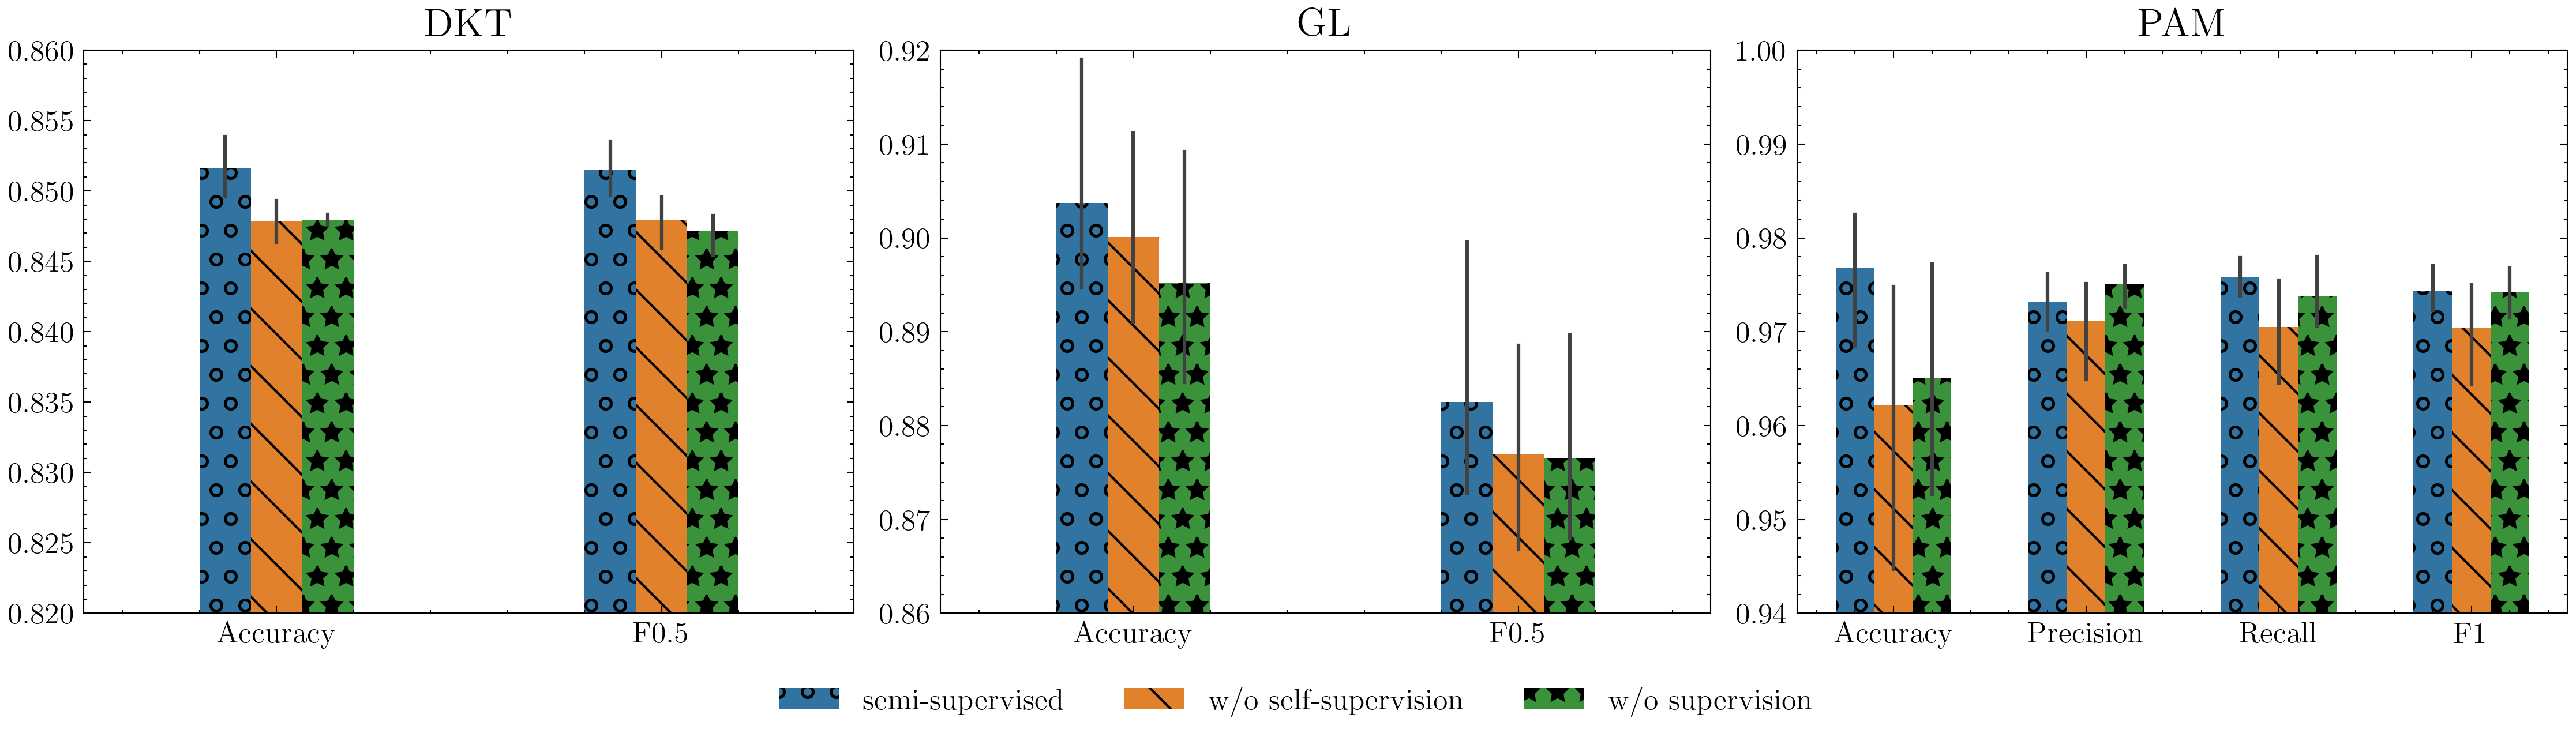 DKT
0.860
0.855
0.850
0.845
0.840
0.835
0.830
0.825
0.820
Accuracy
F0.5
GL
0.92
0.91
0.90
0.89
0.88
0.87
0.86
Accuracy
F0.5
PAM
1.00
0.99
0.98
0.97
0.96
0.95
0.94
Accuracy
Precision
Recall
F1
semi-supervised
w/o self-supervision
w/o supervision